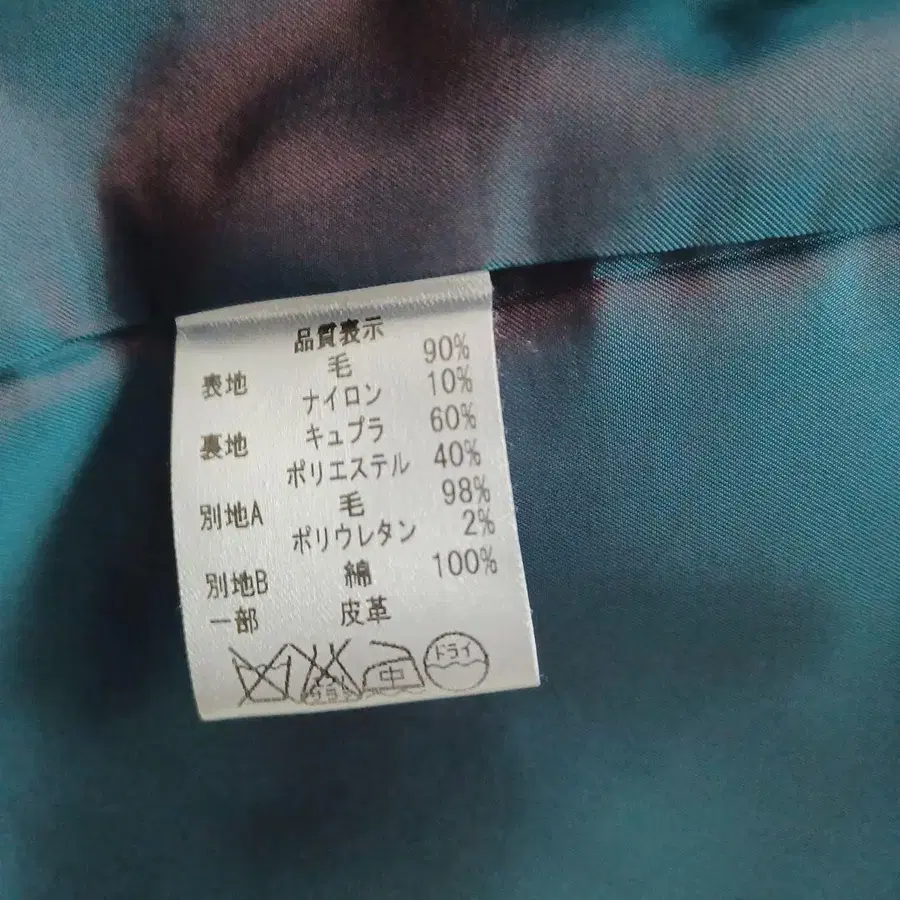 品質表示
表地 毛 90%
ナイロン 10%
裏地 キュプラ 60%
ポリエステル 40%
別地A 毛 98%
ポリウレタン 2%
別地B 綿 100%
一部 皮革
中 ドライ